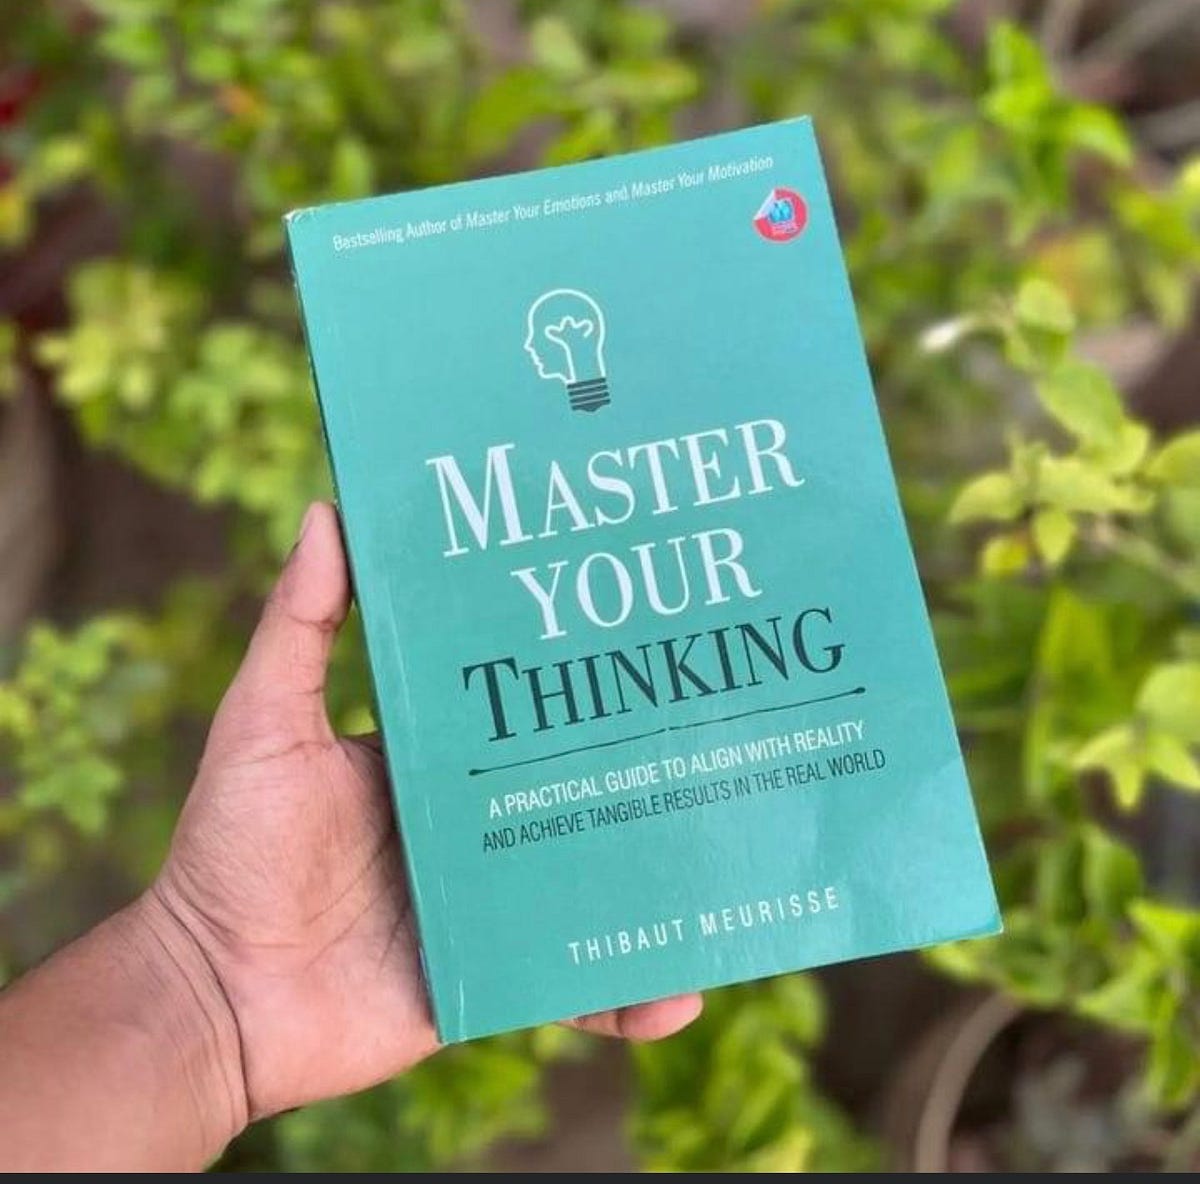 Bestselling Author of Master Your Emotions and Master Your Motivation
MASTER
YOUR
THINKING
A PRACTICAL GUIDE TO ALIGN WITH REALITY
AND ACHIEVE TANGIBLE RESULTS IN THE REAL WORLD
THIBAUT MEURISSE